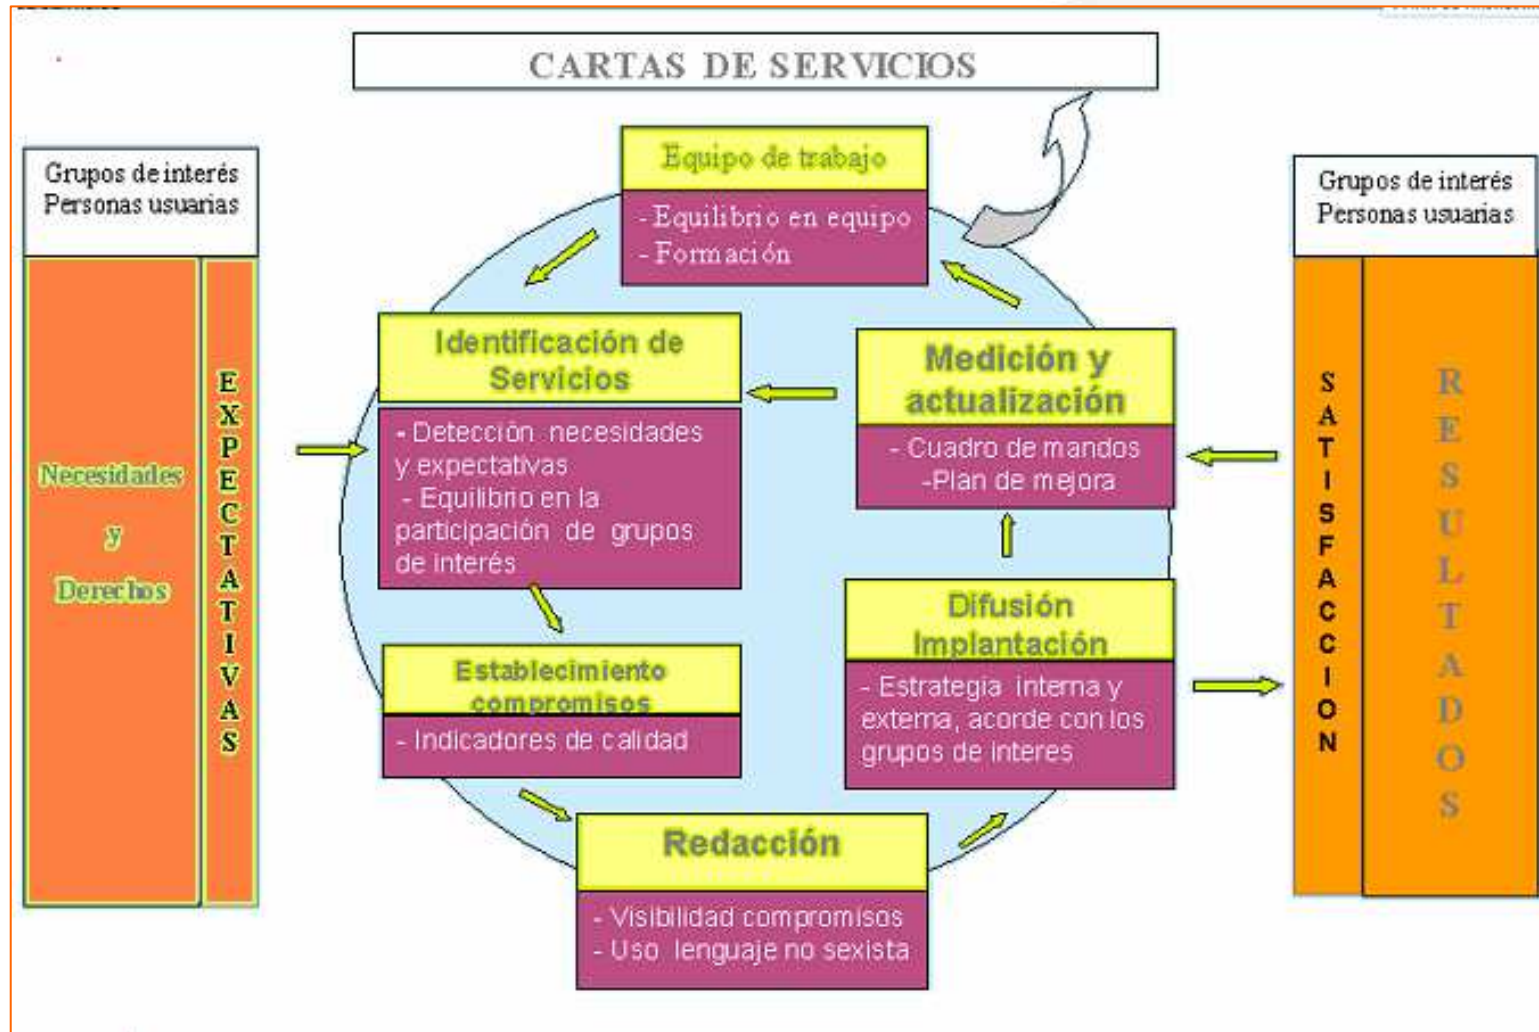 CARTAS DE SERVICIOS
Grupos de interés
Personas usuarias
Necesidades
y
Derechos
EXPECTATIVAS
Equipo de trabajo
- Equilibrio en equipo
- Formación
Identificación de
Servicios
- Detección necesidades
y expectativas
- Equilibrio en la
participación de grupos
de interés
Establecimiento
compromisos
- Indicadores de calidad
Redacción
- Visibilidad compromisos
- Uso lenguaje no sexista
Difusión
Implantación
- Estrategia interna y
externa, acorde con los
grupos de interes
Medición y
actualización
- Cuadro de mandos
-Plan de mejora
Grupos de interés
Personas usuarias
SATISFACCION
RESULTADOS